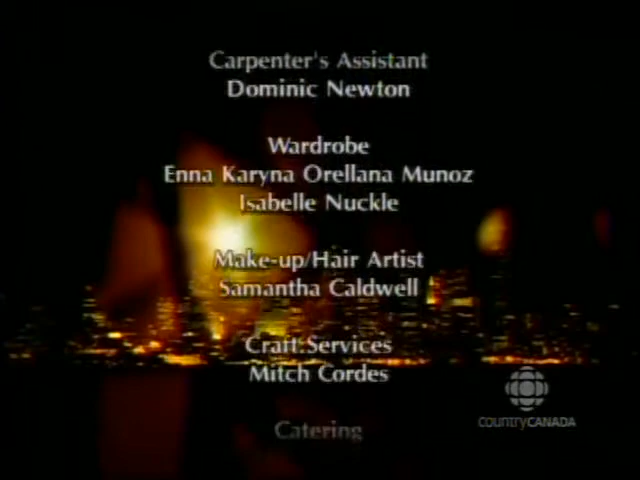 Carpenter's Assistant
Dominic Newton
Wardrobe
Enna Karyna Orellana Munoz
Isabelle Nuckle
Make-up/Hair Artist
Samantha Caldwell
Craft Services
Mitch Cordes
Catering
countryCANADA